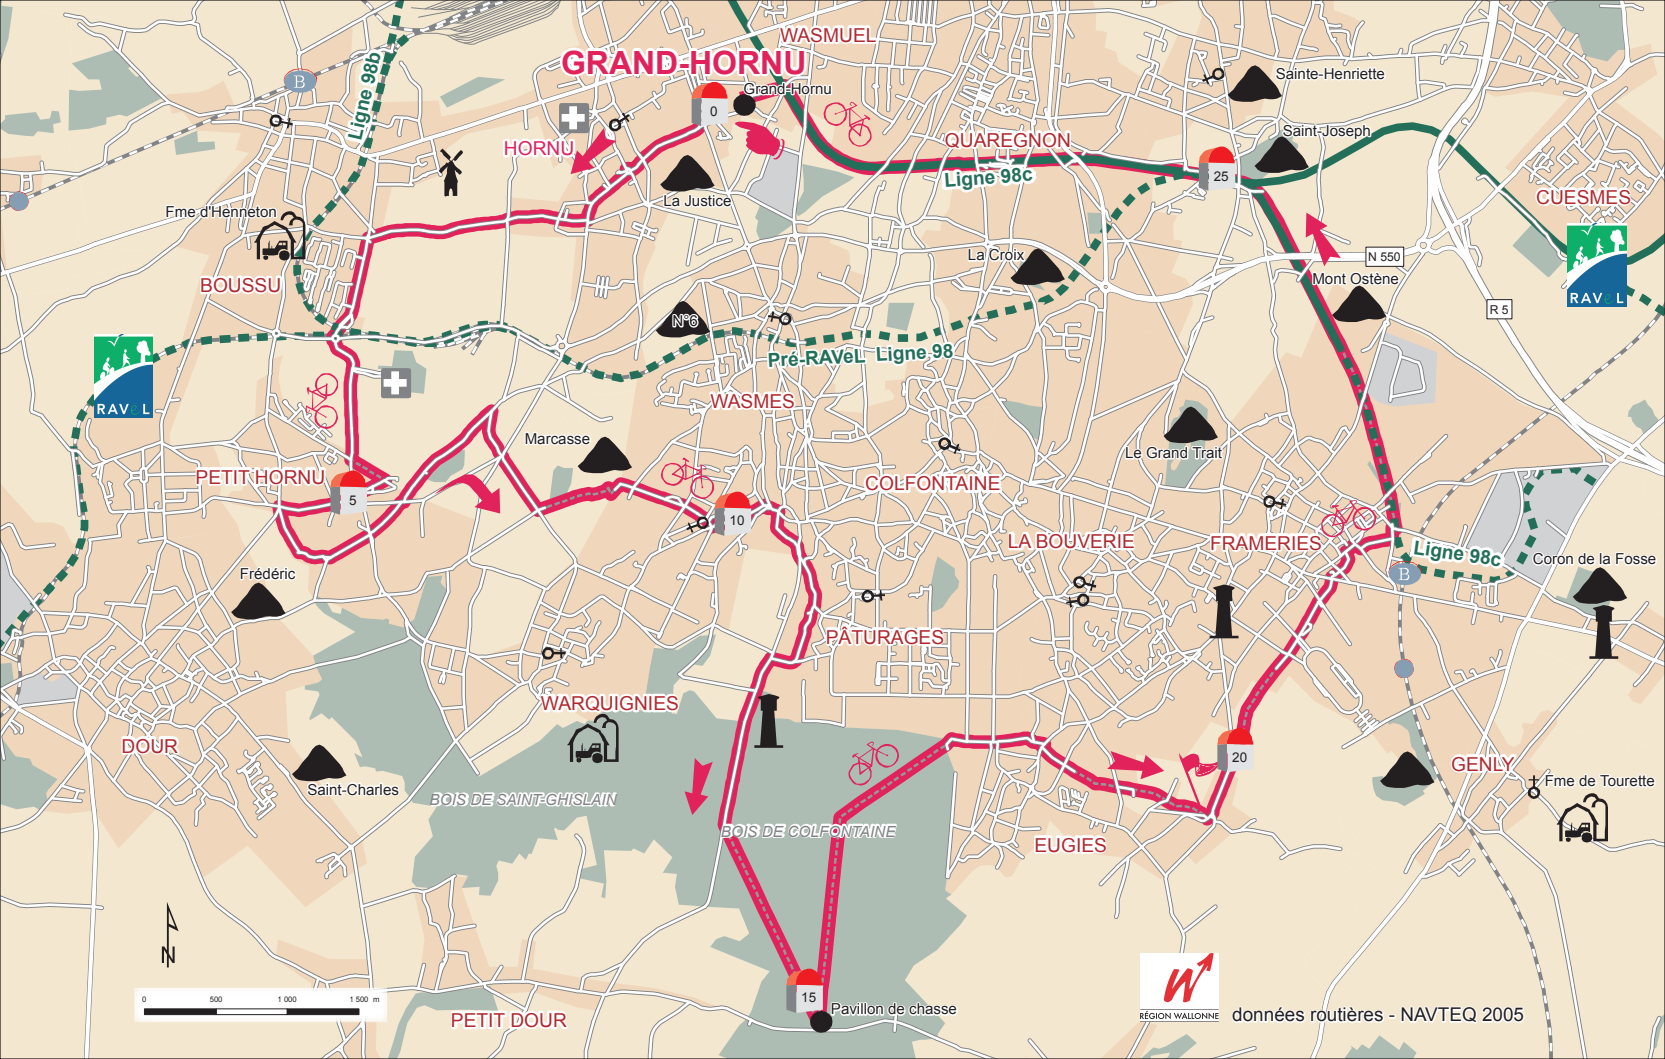 WASMUEL
GRAND-HORNU
Grand-Hornu
0
Sainte-Henriette
B
Ligne 98b
HORNU
QUAREGNON
Saint-Joseph
Ligne 98c
25
La Justice
CUESMES
Fme d'Henneton
La Croix
N 550
BOUSSU
Mont Ostène
RAVeL
R 5
N°6
Pré-RAVeL Ligne 98
RAVeL
WASMES
Marcasse
Le Grand Trait
PETIT HORNU
5
COLFONTAINE
10
LA BOUVERIE
FRAMERIES
Ligne 98c
Coron de la Fosse
B
Frédéric
PÂTURAGES
WARQUIGNIES
DOUR
20
GENLY
Saint-Charles
Fme de Tourette
BOIS DE SAINT-GHISLAIN
BOIS DE COLFONTAINE
EUGIES
N
15
Pavillon de chasse
0 500 1 000 1 500 m
PETIT DOUR
RÉGION WALLONNE
données routières - NAVTEQ 2005